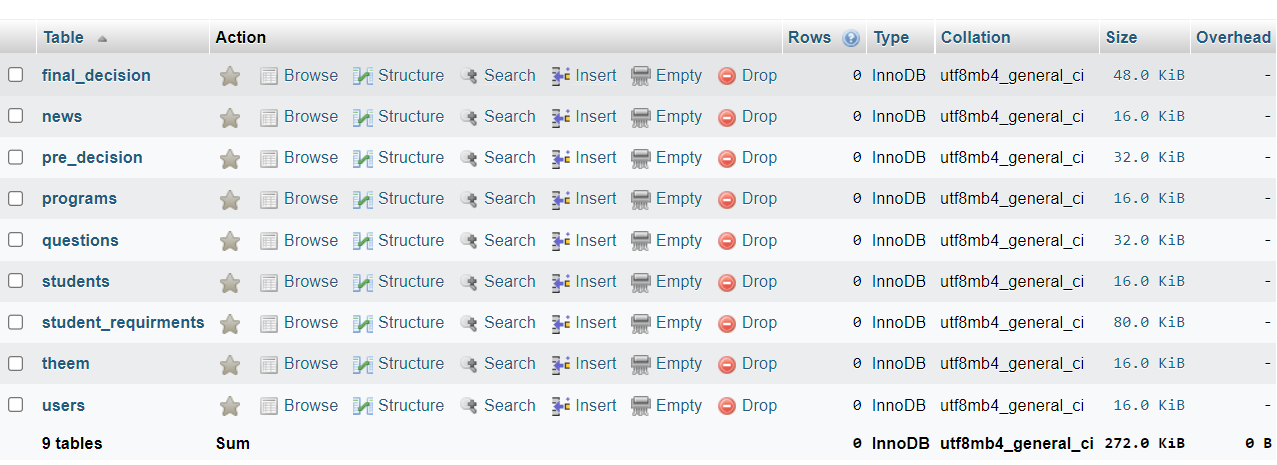 Table Action Rows Type Collation Size Overhead
final_decision Browse Structure Search Insert Empty Drop 0 InnoDB utf8mb4_general_ci 48.0 KiB -
news Browse Structure Search Insert Empty Drop 0 InnoDB utf8mb4_general_ci 16.0 KiB -
pre_decision Browse Structure Search Insert Empty Drop 0 InnoDB utf8mb4_general_ci 32.0 KiB -
programs Browse Structure Search Insert Empty Drop 0 InnoDB utf8mb4_general_ci 16.0 KiB -
questions Browse Structure Search Insert Empty Drop 0 InnoDB utf8mb4_general_ci 32.0 KiB -
students Browse Structure Search Insert Empty Drop 0 InnoDB utf8mb4_general_ci 16.0 KiB -
student_requirments Browse Structure Search Insert Empty Drop 0 InnoDB utf8mb4_general_ci 80.0 KiB -
theem Browse Structure Search Insert Empty Drop 0 InnoDB utf8mb4_general_ci 16.0 KiB -
users Browse Structure Search Insert Empty Drop 0 InnoDB utf8mb4_general_ci 16.0 KiB -
9 tables Sum 0 InnoDB utf8mb4_general_ci 272.0 KiB 0 B